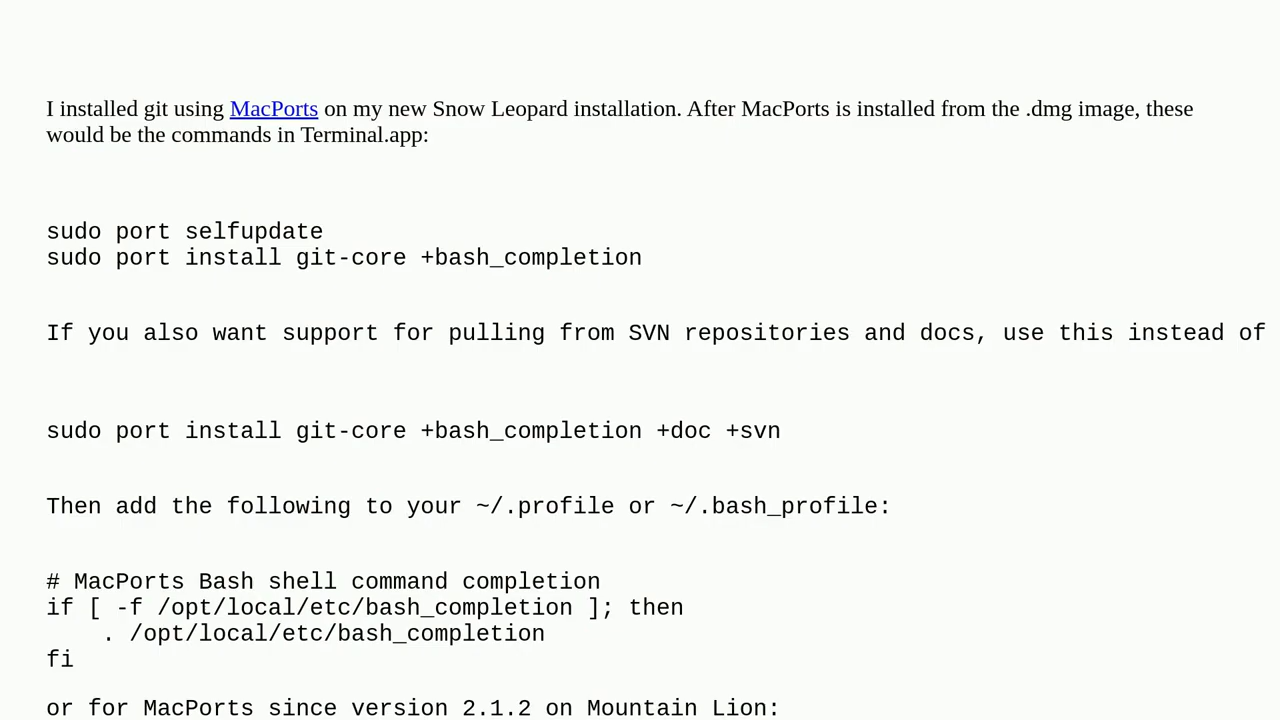 I installed git using MacPorts on my new Snow Leopard installation. After MacPorts is installed from the .dmg image, these
would be the commands in Terminal.app:
sudo port selfupdate
sudo port install git-core +bash_completion
If you also want support for pulling from SVN repositories and docs, use this instead of
sudo port install git-core +bash_completion +doc +svn
Then add the following to your ~/.profile or ~/.bash_profile:
# MacPorts Bash shell command completion
if [ -f /opt/local/etc/bash_completion ]; then
    . /opt/local/etc/bash_completion
fi
or for MacPorts since version 2.1.2 on Mountain Lion: